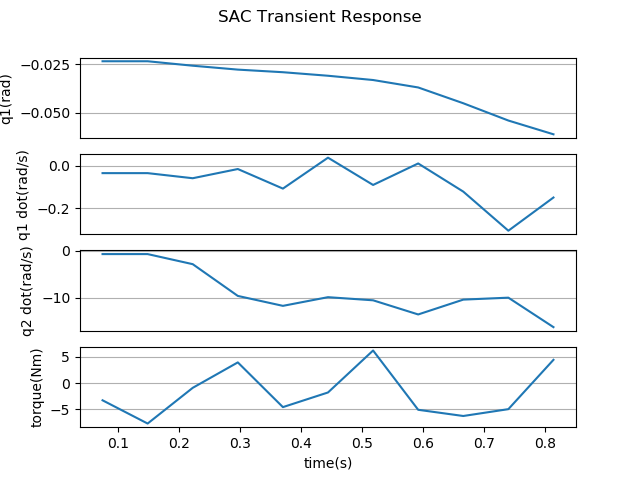 SAC Transient Response
q1(rad)
−0.025
−0.050
q1 dot(rad/s)
0.0
−0.2
q2 dot(rad/s)
0
−10
torque(Nm)
5
0
−5
0.1 0.2 0.3 0.4 0.5 0.6 0.7 0.8
time(s)